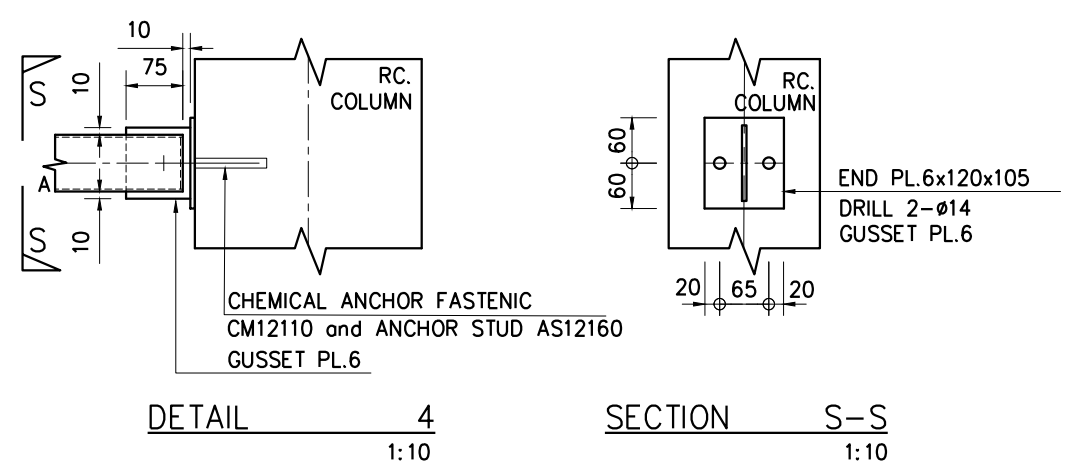 10
75
10
RC.
COLUMN
S
A
S
10
CHEMICAL ANCHOR FASTENIC
CM12110 and ANCHOR STUD AS12160
GUSSET PL.6
DETAIL 4
1:10
RC.
COLUMN
60
60
END PL.6x120x105
DRILL 2-ø14
GUSSET PL.6
20 65 20
SECTION S-S
1:10